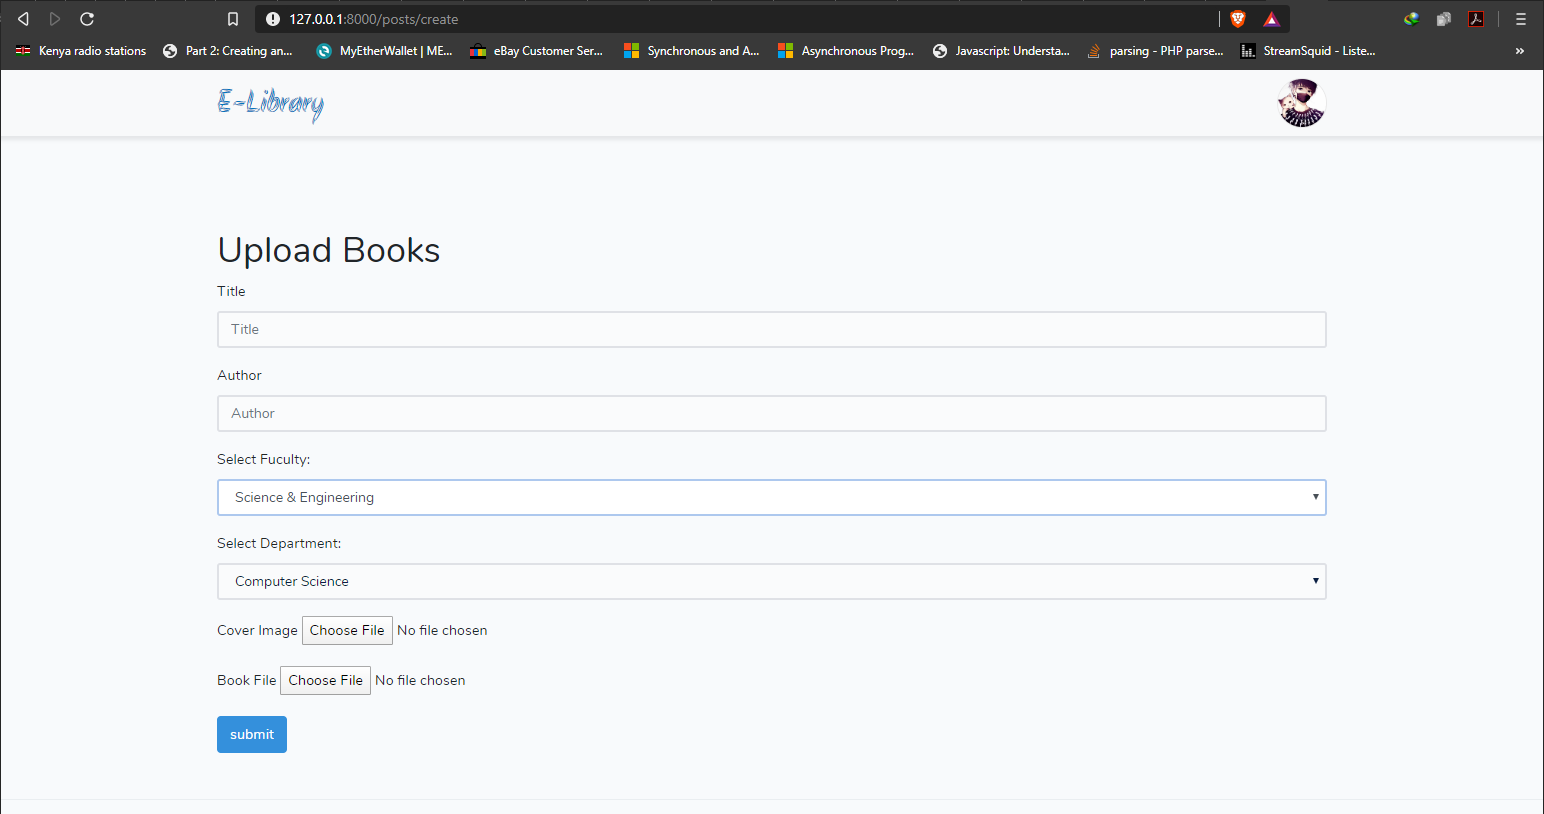 127.0.0.1:8000/posts/create
Kenya radio stations Part 2: Creating an... MyEtherWallet | ME... eBay Customer Ser... Synchronous and A... Asynchronous Prog... Javascript: Understa... parsing - PHP parse... StreamSquid - Liste... »
E-Library
Upload Books
Title
Title
Author
Author
Select Fuculty:
Science & Engineering
Select Department:
Computer Science
Cover Image Choose File No file chosen
Book File Choose File No file chosen
submit